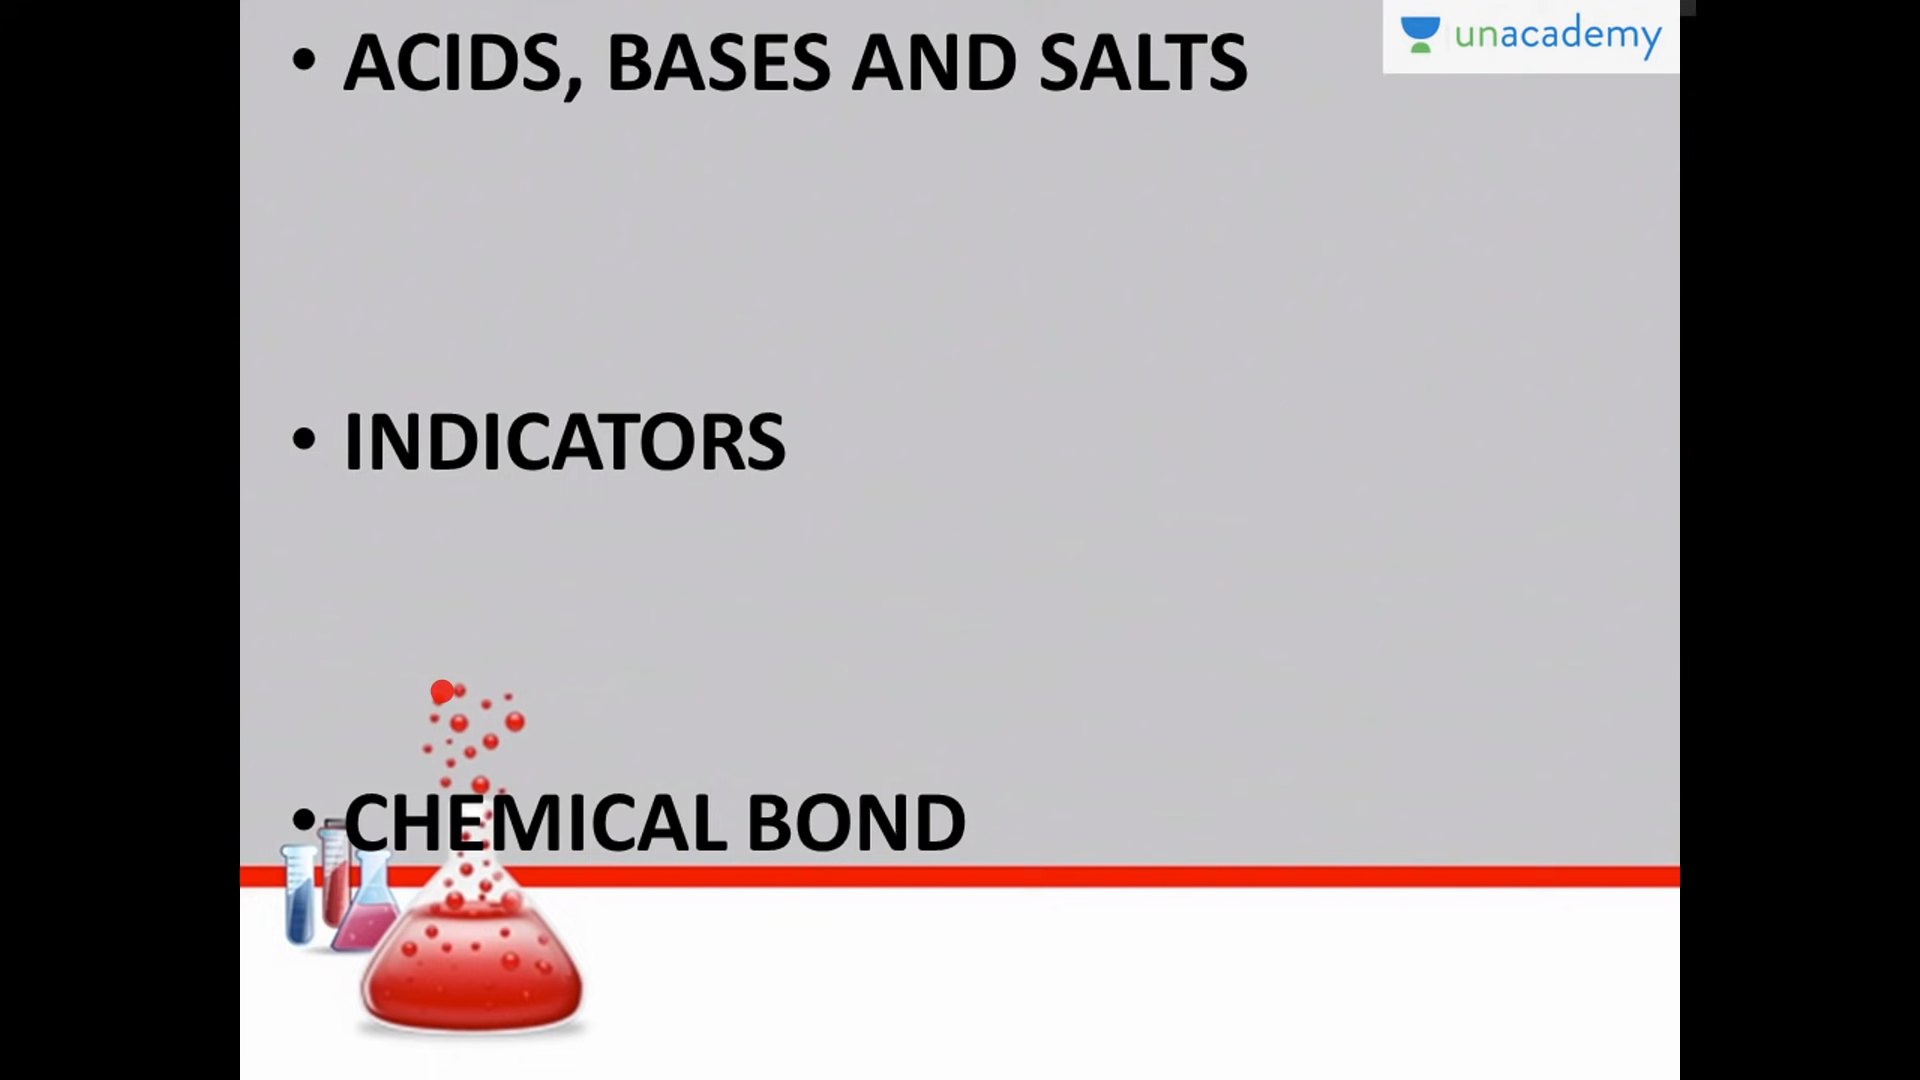 • ACIDS, BASES AND SALTS
unacademy
• INDICATORS
• CHEMICAL BOND